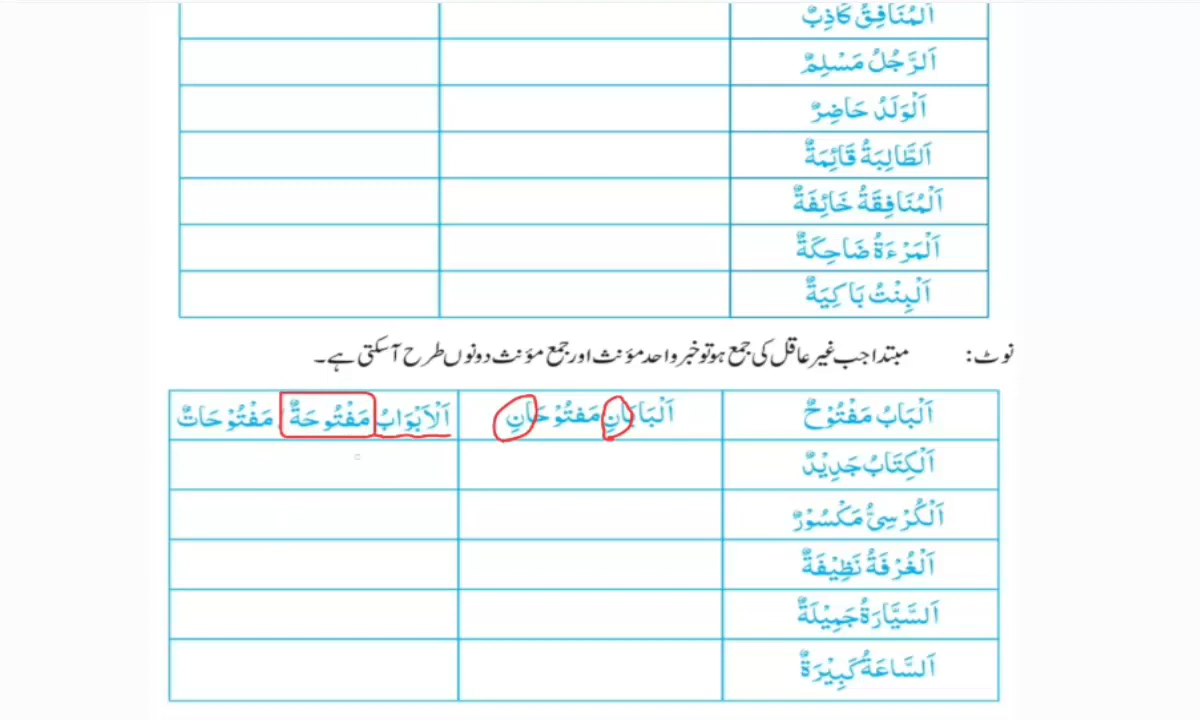 اَلْمُنَافِقُ كَاذِبٌ
اَلرَّجُلُ مَسْلِمٌ
اَلْوَلَدُ حَاضِرٌ
اَلطَّالِبَةُ قَائِمَةٌ
اَلْمُنَافِقَةُ خَائِفَةٌ
اَلْمَرْءَةُ ضَاحِكَةٌ
اَلْبِنْتُ بَاكِيَةٌ
نوٹ: مبتدا جب غیر عاقل کی جمع ہو تو خبر واحد مؤنث اور جمع مؤنث دونوں طرح آسکتی ہے۔
اَلْبَابُ مَفْتُوْحٌ اَلْبَابَانِ مَفْتُوْحَانِ اَلْاَبْوَابُ مَفْتُوْحَةٌ / مَفْتُوْحَاتٌ
اَلْكِتَابُ جَدِيْدٌ
اَلْكُرْسِيُّ مَكْسُوْرٌ
اَلْغُرْفَةُ نَظِيْفَةٌ
اَلسَّيَّارَةُ جَمِيْلَةٌ
اَلسَّاعَةُ كَبِيْرَةٌ